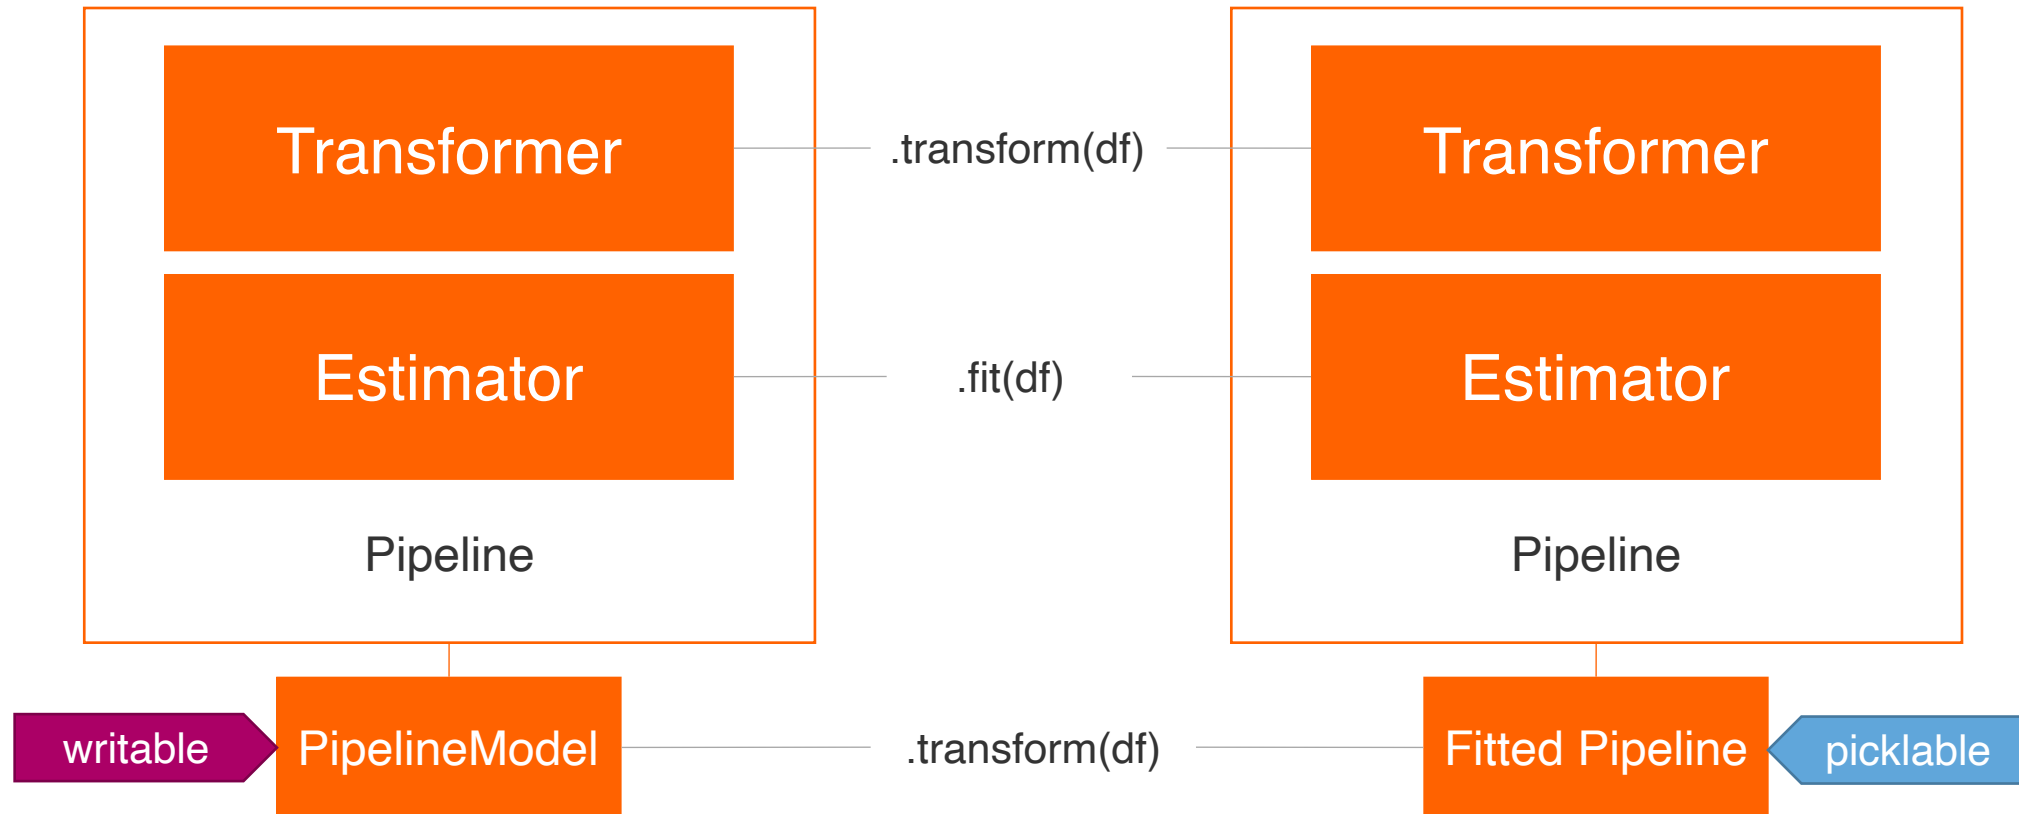 Transformer
.transform(df)
Transformer
Estimator
.fit(df)
Estimator
Pipeline
Pipeline
writable
PipelineModel
.transform(df)
Fitted Pipeline
picklable